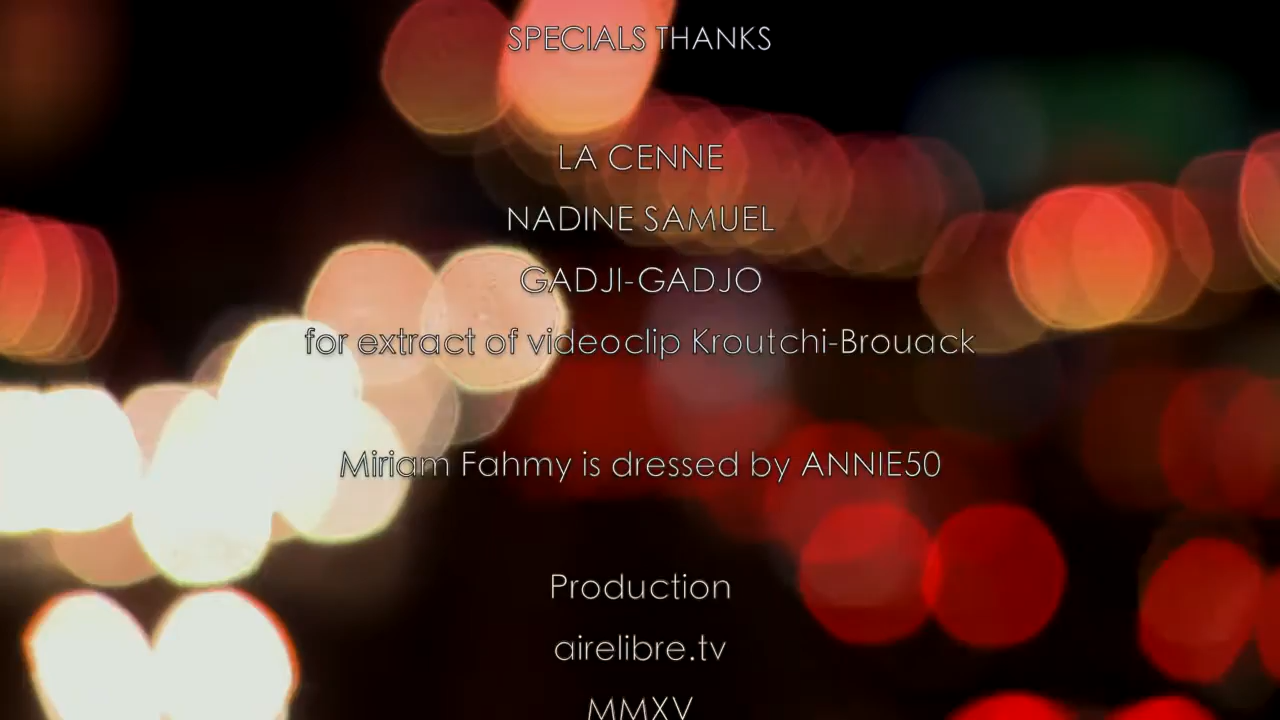 SPECIALS THANKS
LA CENNE
NADINE SAMUEL
GADJI-GADJO
for extract of videoclip Kroutchi-Brouack
Miriam Fahmy is dressed by ANNIE50
Production
airelibre.tv
MMXV